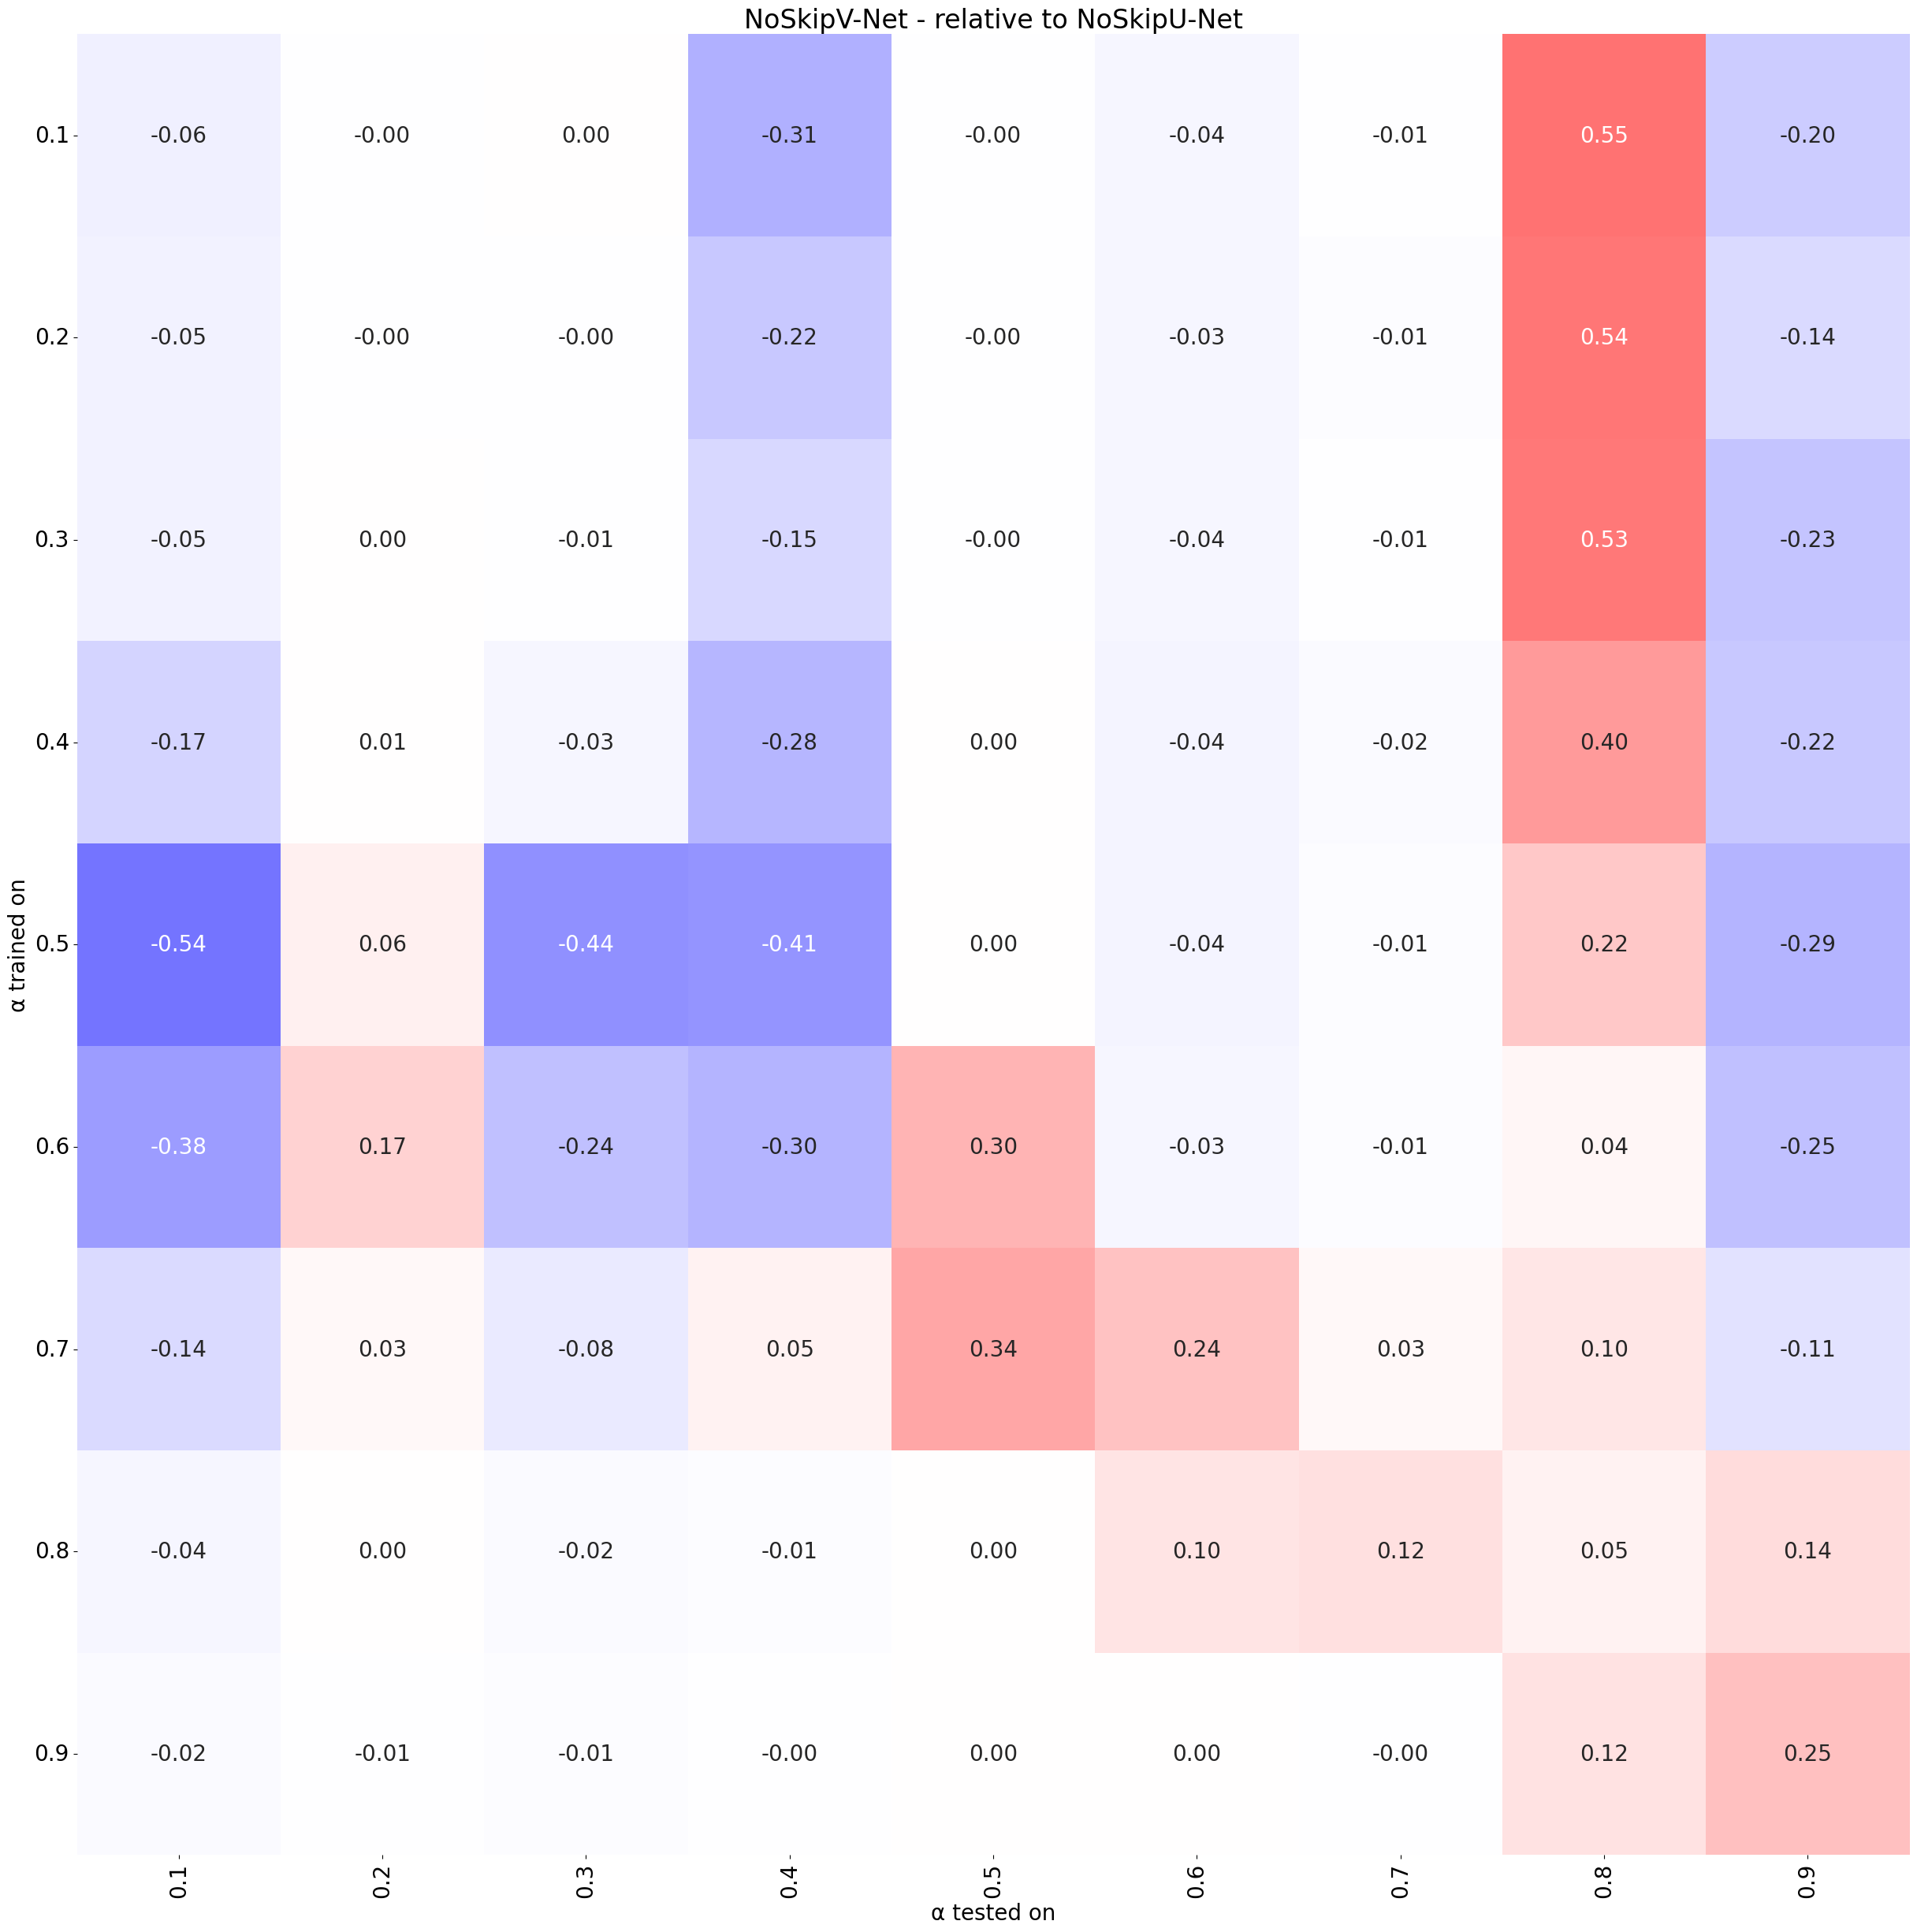 NoSkipV-Net - relative to NoSkipU-Net
α trained on
0.1 -0.06 -0.00 0.00 -0.31 -0.00 -0.04 -0.01 0.55 -0.20
0.2 -0.05 -0.00 -0.00 -0.22 -0.00 -0.03 -0.01 0.54 -0.14
0.3 -0.05 0.00 -0.01 -0.15 -0.00 -0.04 -0.01 0.53 -0.23
0.4 -0.17 0.01 -0.03 -0.28 0.00 -0.04 -0.02 0.40 -0.22
0.5 -0.54 0.06 -0.44 -0.41 0.00 -0.04 -0.01 0.22 -0.29
0.6 -0.38 0.17 -0.24 -0.30 0.30 -0.03 -0.01 0.04 -0.25
0.7 -0.14 0.03 -0.08 0.05 0.34 0.24 0.03 0.10 -0.11
0.8 -0.04 0.00 -0.02 -0.01 0.00 0.10 0.12 0.05 0.14
0.9 -0.02 -0.01 -0.01 -0.00 0.00 0.00 -0.00 0.12 0.25
0.1 0.2 0.3 0.4 0.5 0.6 0.7 0.8 0.9
α tested on